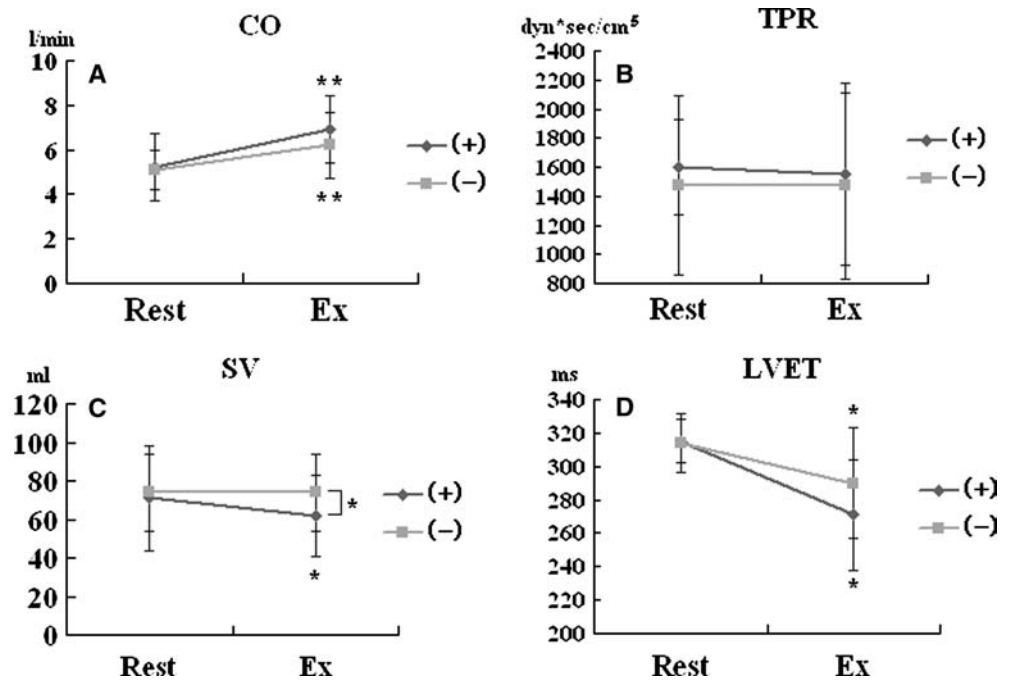 CO
l/min
A
10
8
6
4
2
0
**
**
(+)
(−)
Rest Ex
TPR
dyn*sec/cm⁵
B
2400
2200
2000
1800
1600
1400
1200
1000
800
(+)
(−)
Rest Ex
SV
ml
C
120
100
80
60
40
20
0
*
*
(+)
(−)
Rest Ex
LVET
ms
D
340
320
300
280
260
240
220
200
*
*
(+)
(−)
Rest Ex